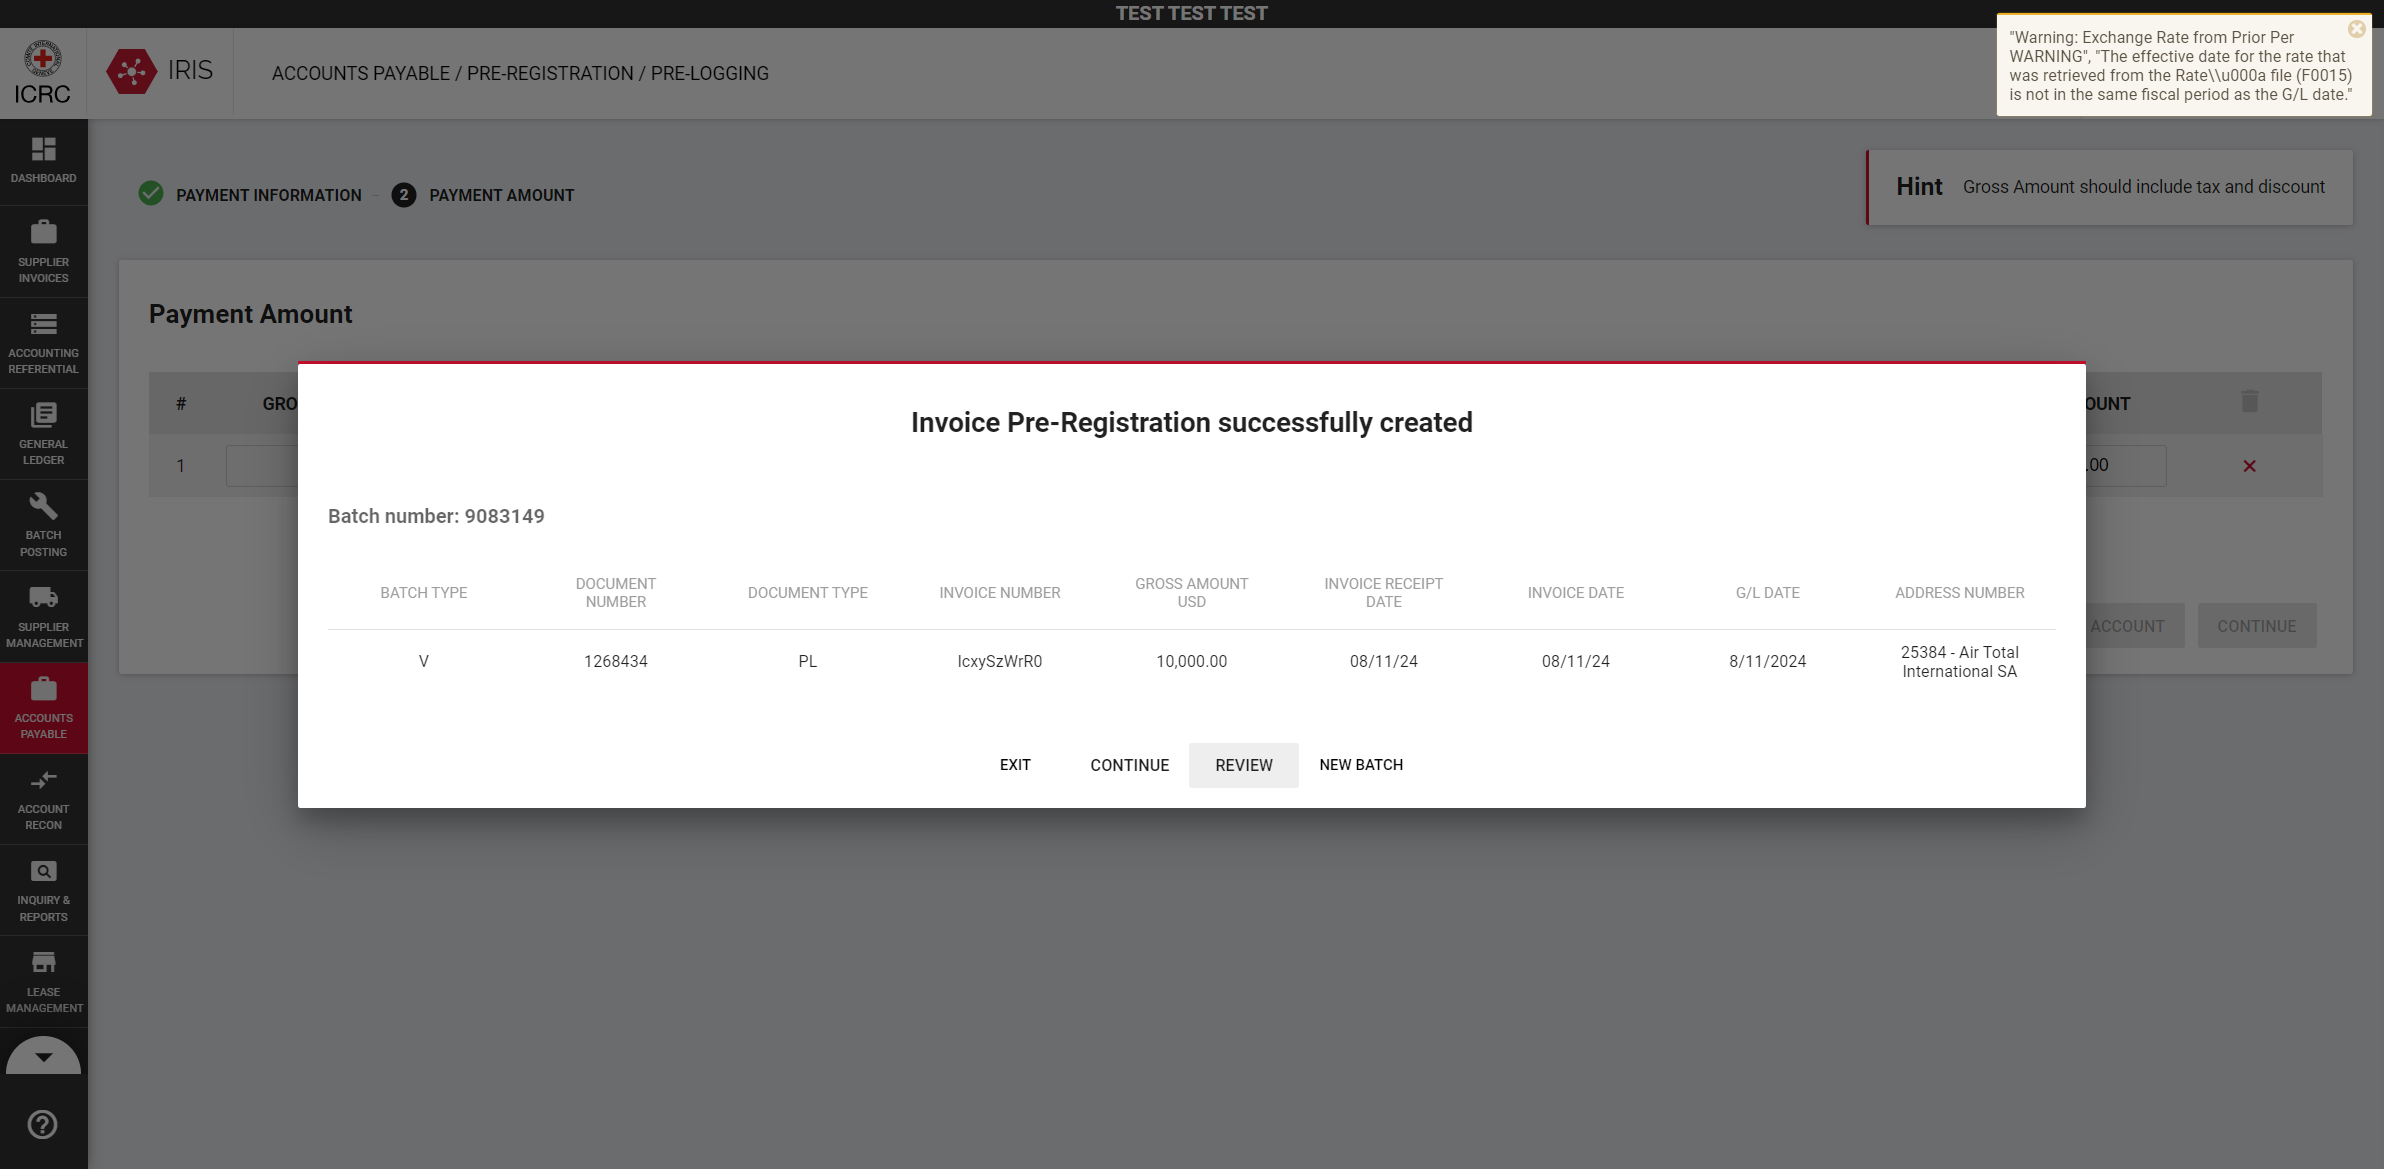 TEST TEST TEST
"Warning: Exchange Rate from Prior Per
WARNING", "The effective date for the rate that
was retrieved from the Rate\\u000a file (F0015)
is not in the same fiscal period as the G/L date."
ICRC
IRIS
ACCOUNTS PAYABLE / PRE-REGISTRATION / PRE-LOGGING
DASHBOARD
SUPPLIER
INVOICES
ACCOUNTING
REFERENTIAL
GENERAL
LEDGER
BATCH
POSTING
SUPPLIER
MANAGEMENT
ACCOUNTS
PAYABLE
ACCOUNT
RECON
INQUIRY &
REPORTS
LEASE
MANAGEMENT
PAYMENT INFORMATION
2 PAYMENT AMOUNT
Hint Gross Amount should include tax and discount
Payment Amount
# GRO OUNT
1 .00
ACCOUNT CONTINUE
Invoice Pre-Registration successfully created
Batch number: 9083149
BATCH TYPE DOCUMENT NUMBER DOCUMENT TYPE INVOICE NUMBER GROSS AMOUNT USD INVOICE RECEIPT DATE INVOICE DATE G/L DATE ADDRESS NUMBER
V 1268434 PL IcxySzWrR0 10,000.00 08/11/24 08/11/24 8/11/2024 25384 - Air Total International SA
EXIT CONTINUE REVIEW NEW BATCH